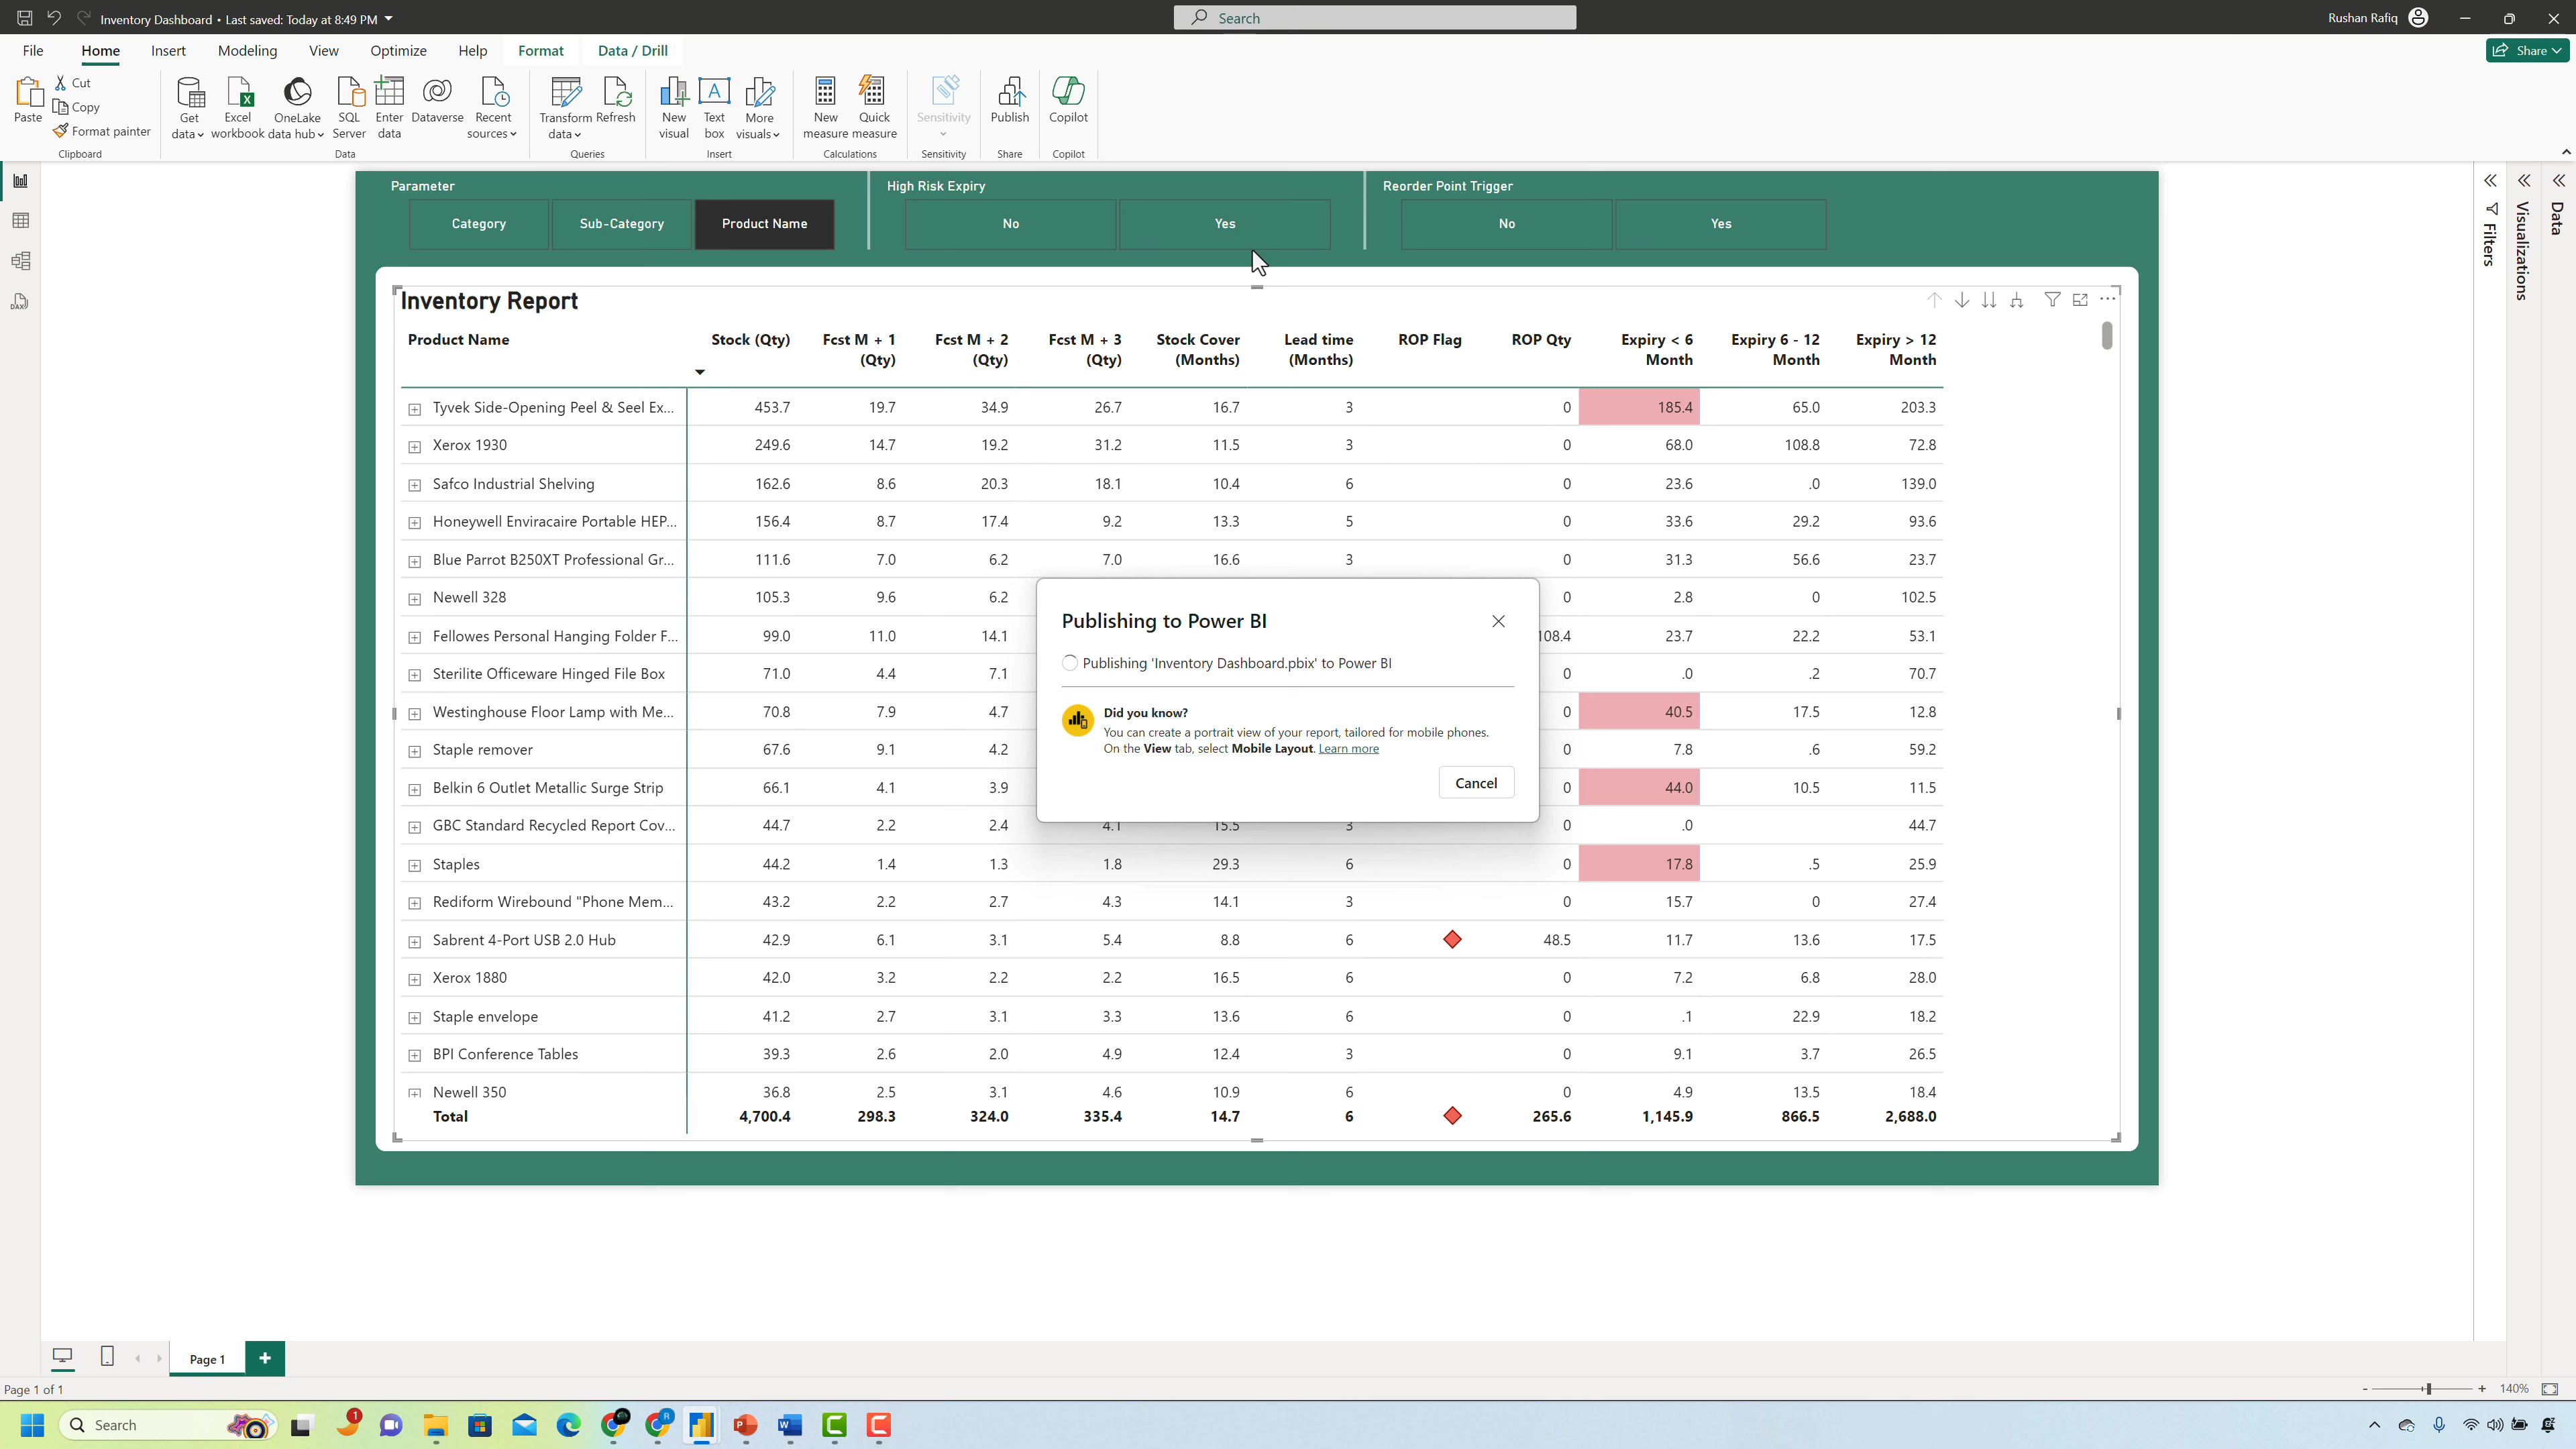 Inventory Dashboard • Last saved: Today at 8:49 PM
Search
Rushan Rafiq
File Home Insert Modeling View Optimize Help Format Data / Drill
Share
Paste
Cut
Copy
Format painter
Clipboard
Get data
Excel workbook
OneLake data hub
SQL Server
Enter data
Dataverse
Recent sources
Data
Transform data
Refresh
Queries
New visual
Text box
More visuals
Insert
New measure
Quick measure
Calculations
Sensitivity
Sensitivity
Publish
Share
Copilot
Copilot
DAX
Parameter
Category Sub-Category Product Name
High Risk Expiry
No Yes
Reorder Point Trigger
No Yes
Filters
Visualizations
Data
Inventory Report
Product Name Stock (Qty) Fcst M + 1 (Qty) Fcst M + 2 (Qty) Fcst M + 3 (Qty) Stock Cover (Months) Lead time (Months) ROP Flag ROP Qty Expiry < 6 Month Expiry 6 - 12 Month Expiry > 12 Month
Tyvek Side-Opening Peel & Seel Ex... 453.7 19.7 34.9 26.7 16.7 3 0 185.4 65.0 203.3
Xerox 1930 249.6 14.7 19.2 31.2 11.5 3 0 68.0 108.8 72.8
Safco Industrial Shelving 162.6 8.6 20.3 18.1 10.4 6 0 23.6 .0 139.0
Honeywell Enviracaire Portable HEP... 156.4 8.7 17.4 9.2 13.3 5 0 33.6 29.2 93.6
Blue Parrot B250XT Professional Gr... 111.6 7.0 6.2 7.0 16.6 3 0 31.3 56.6 23.7
Newell 328 105.3 9.6 6.2 0 2.8 0 102.5
Fellowes Personal Hanging Folder F... 99.0 11.0 14.1 108.4 23.7 22.2 53.1
Sterilite Officeware Hinged File Box 71.0 4.4 7.1 0 .0 .2 70.7
Westinghouse Floor Lamp with Me... 70.8 7.9 4.7 0 40.5 17.5 12.8
Staple remover 67.6 9.1 4.2 0 7.8 .6 59.2
Belkin 6 Outlet Metallic Surge Strip 66.1 4.1 3.9 0 44.0 10.5 11.5
GBC Standard Recycled Report Cov... 44.7 2.2 2.4 4.1 15.5 3 0 .0 44.7
Staples 44.2 1.4 1.3 1.8 29.3 6 0 17.8 .5 25.9
Rediform Wirebound "Phone Mem... 43.2 2.2 2.7 4.3 14.1 3 0 15.7 0 27.4
Sabrent 4-Port USB 2.0 Hub 42.9 6.1 3.1 5.4 8.8 6 48.5 11.7 13.6 17.5
Xerox 1880 42.0 3.2 2.2 2.2 16.5 6 0 7.2 6.8 28.0
Staple envelope 41.2 2.7 3.1 3.3 13.6 6 0 .1 22.9 18.2
BPI Conference Tables 39.3 2.6 2.0 4.9 12.4 3 0 9.1 3.7 26.5
Newell 350 36.8 2.5 3.1 4.6 10.9 6 0 4.9 13.5 18.4
Total 4,700.4 298.3 324.0 335.4 14.7 6 265.6 1,145.9 866.5 2,688.0
Publishing to Power BI
Publishing 'Inventory Dashboard.pbix' to Power BI
Did you know?
You can create a portrait view of your report, tailored for mobile phones.
On the View tab, select Mobile Layout. Learn more
Cancel
Page 1
Page 1 of 1
140%
Search
1